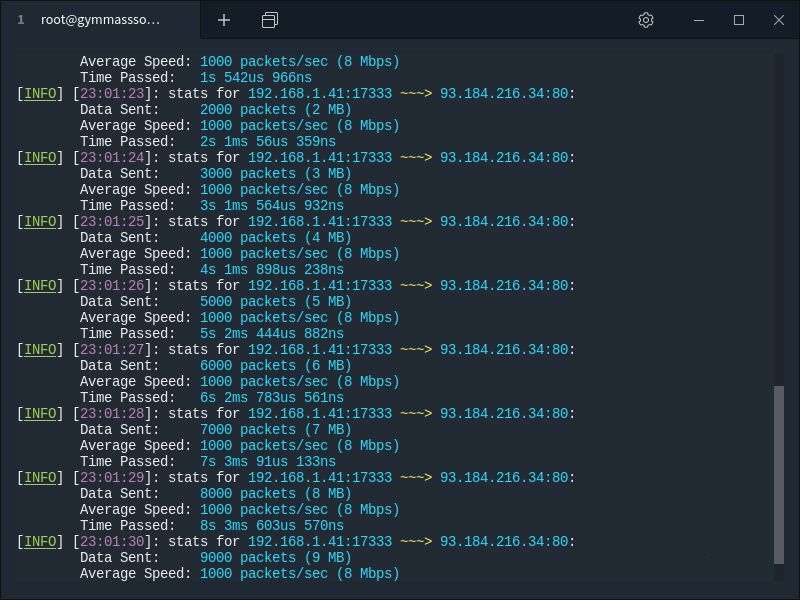 1 root@gymmassso…
Average Speed: 1000 packets/sec (8 Mbps)
Time Passed: 1s 542us 966ns
[INFO] [23:01:23]: stats for 192.168.1.41:17333 ~~~> 93.184.216.34:80:
Data Sent: 2000 packets (2 MB)
Average Speed: 1000 packets/sec (8 Mbps)
Time Passed: 2s 1ms 56us 359ns
[INFO] [23:01:24]: stats for 192.168.1.41:17333 ~~~> 93.184.216.34:80:
Data Sent: 3000 packets (3 MB)
Average Speed: 1000 packets/sec (8 Mbps)
Time Passed: 3s 1ms 564us 932ns
[INFO] [23:01:25]: stats for 192.168.1.41:17333 ~~~> 93.184.216.34:80:
Data Sent: 4000 packets (4 MB)
Average Speed: 1000 packets/sec (8 Mbps)
Time Passed: 4s 1ms 898us 238ns
[INFO] [23:01:26]: stats for 192.168.1.41:17333 ~~~> 93.184.216.34:80:
Data Sent: 5000 packets (5 MB)
Average Speed: 1000 packets/sec (8 Mbps)
Time Passed: 5s 2ms 444us 882ns
[INFO] [23:01:27]: stats for 192.168.1.41:17333 ~~~> 93.184.216.34:80:
Data Sent: 6000 packets (6 MB)
Average Speed: 1000 packets/sec (8 Mbps)
Time Passed: 6s 2ms 783us 561ns
[INFO] [23:01:28]: stats for 192.168.1.41:17333 ~~~> 93.184.216.34:80:
Data Sent: 7000 packets (7 MB)
Average Speed: 1000 packets/sec (8 Mbps)
Time Passed: 7s 3ms 91us 133ns
[INFO] [23:01:29]: stats for 192.168.1.41:17333 ~~~> 93.184.216.34:80:
Data Sent: 8000 packets (8 MB)
Average Speed: 1000 packets/sec (8 Mbps)
Time Passed: 8s 3ms 603us 570ns
[INFO] [23:01:30]: stats for 192.168.1.41:17333 ~~~> 93.184.216.34:80:
Data Sent: 9000 packets (9 MB)
Average Speed: 1000 packets/sec (8 Mbps)